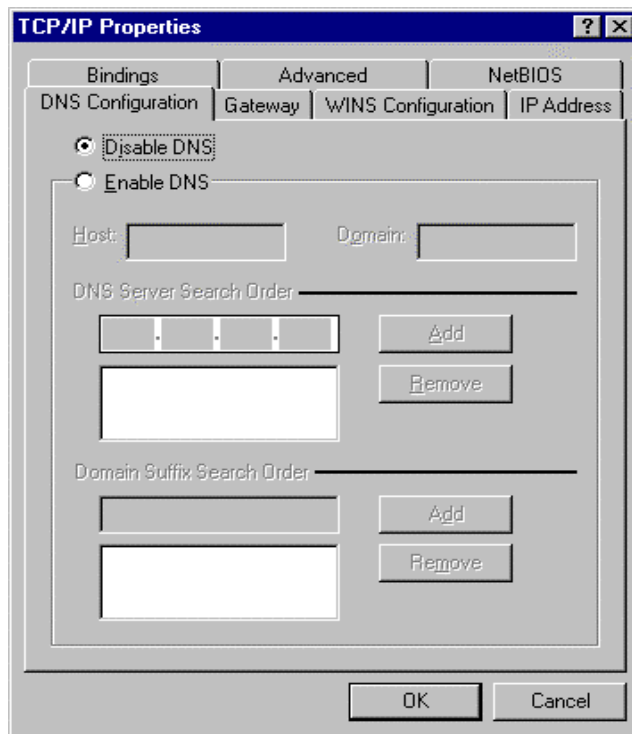 TCP/IP Properties
Bindings Advanced NetBIOS
DNS Configuration Gateway WINS Configuration IP Address
Disable DNS
Enable DNS
Host: Domain:
DNS Server Search Order
. . .
Add
Remove
Domain Suffix Search Order
Add
Remove
OK Cancel